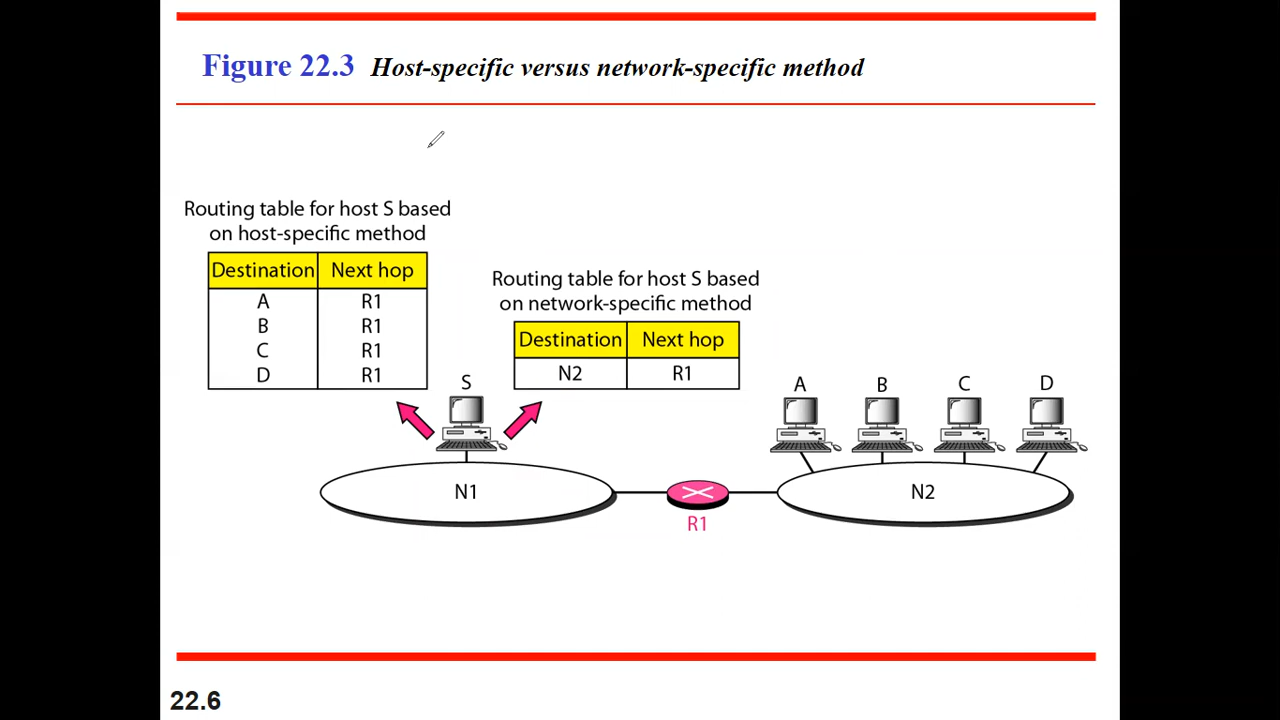 Figure 22.3 Host-specific versus network-specific method
Routing table for host S based
on host-specific method
Destination Next hop
A R1
B R1
C R1
D R1
Routing table for host S based
on network-specific method
Destination Next hop
N2 R1
S
A B C D
N1
R1
N2
22.6